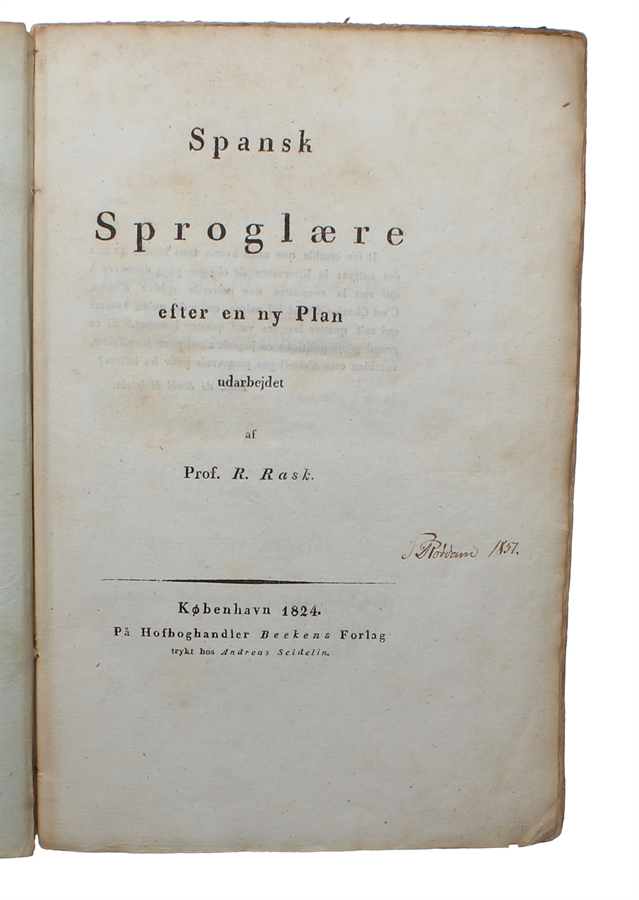 Spansk
Sproglære
efter en ny Plan
udarbejdet
af
Prof. R. Rask.
Rørdam 1857.
København 1824.
På Hofboghandler Beekens Forlag
trykt hos Andreas Seidelin.